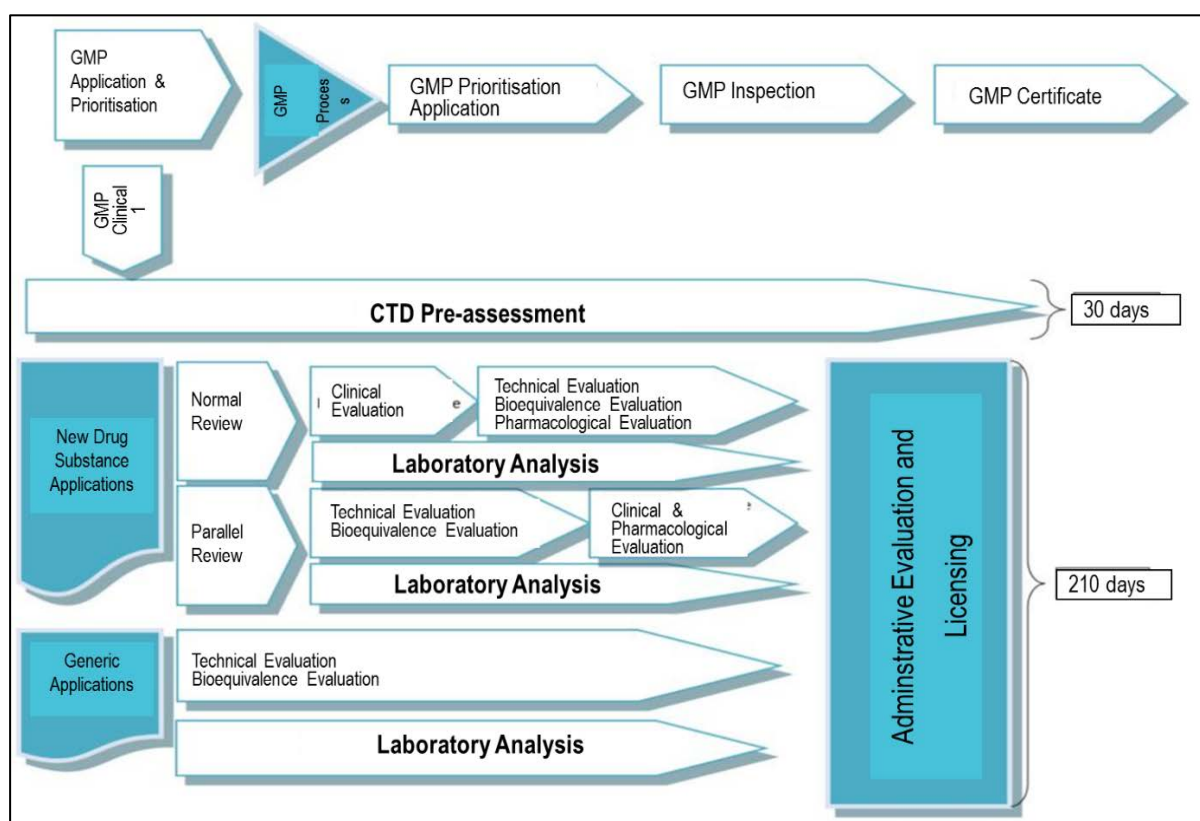 GMP
Application &
Prioritisation
GMP
Proces
s
GMP Prioritisation
Application
GMP Inspection
GMP Certificate
GMP
Clinical
1
CTD Pre-assessment
30 days
New Drug
Substance
Applications
Normal
Review
Clinical
Evaluation
e
Technical Evaluation
Bioequivalence Evaluation
Pharmacological Evaluation
Laboratory Analysis
Parallel
Review
Technical Evaluation
Bioequivalence Evaluation
Clinical &
Pharmacological
Evaluation
Laboratory Analysis
Generic
Applications
Technical Evaluation
Bioequivalence Evaluation
Laboratory Analysis
Adminstrative Evaluation and
Licensing
210 days